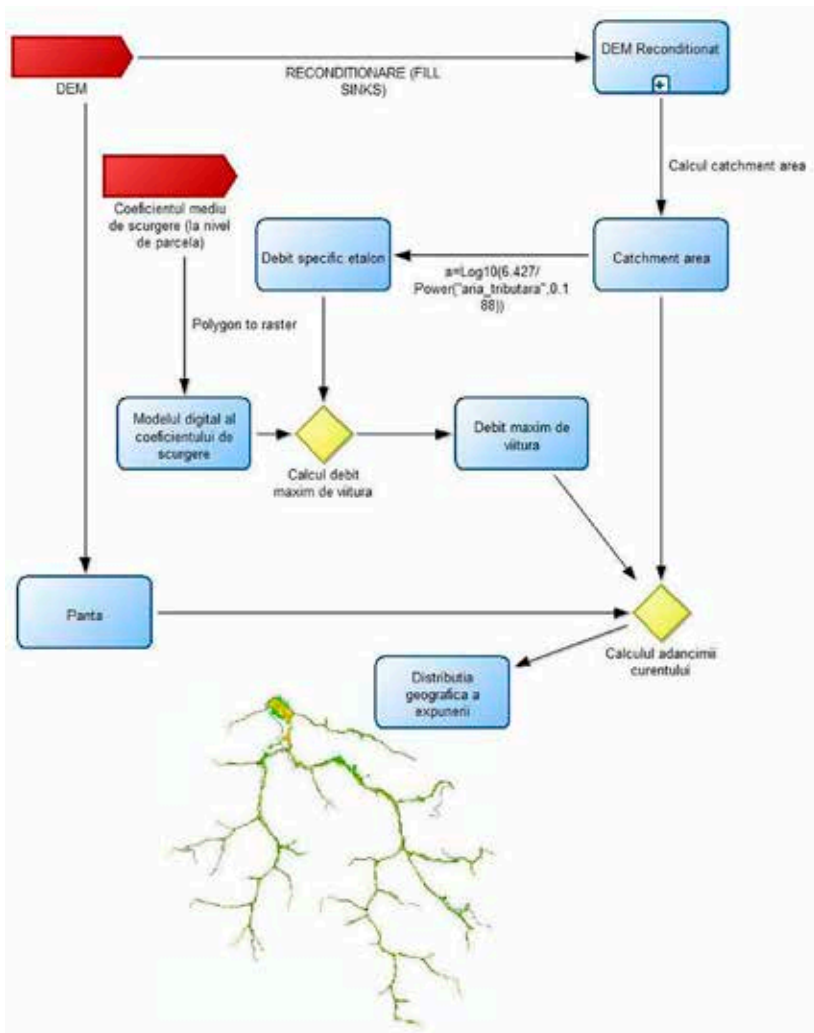 DEM
RECONDITIONARE (FILL
SINKS)
DEM Reconditionat
Calcul catchment area
Coeficientul mediu
de scurgere (la nivel
de parcela)
Debit specific etalon
a=Log10(6.427/
Power("aria_tributara",0.1
88))
Catchment area
Polygon to raster
Modelul digital al
coeficientului de
scurgere
Calcul debit
maxim de viitura
Debit maxim de
viitura
Panta
Calculul adancimii
curentului
Distributia
geografica a
expunerii